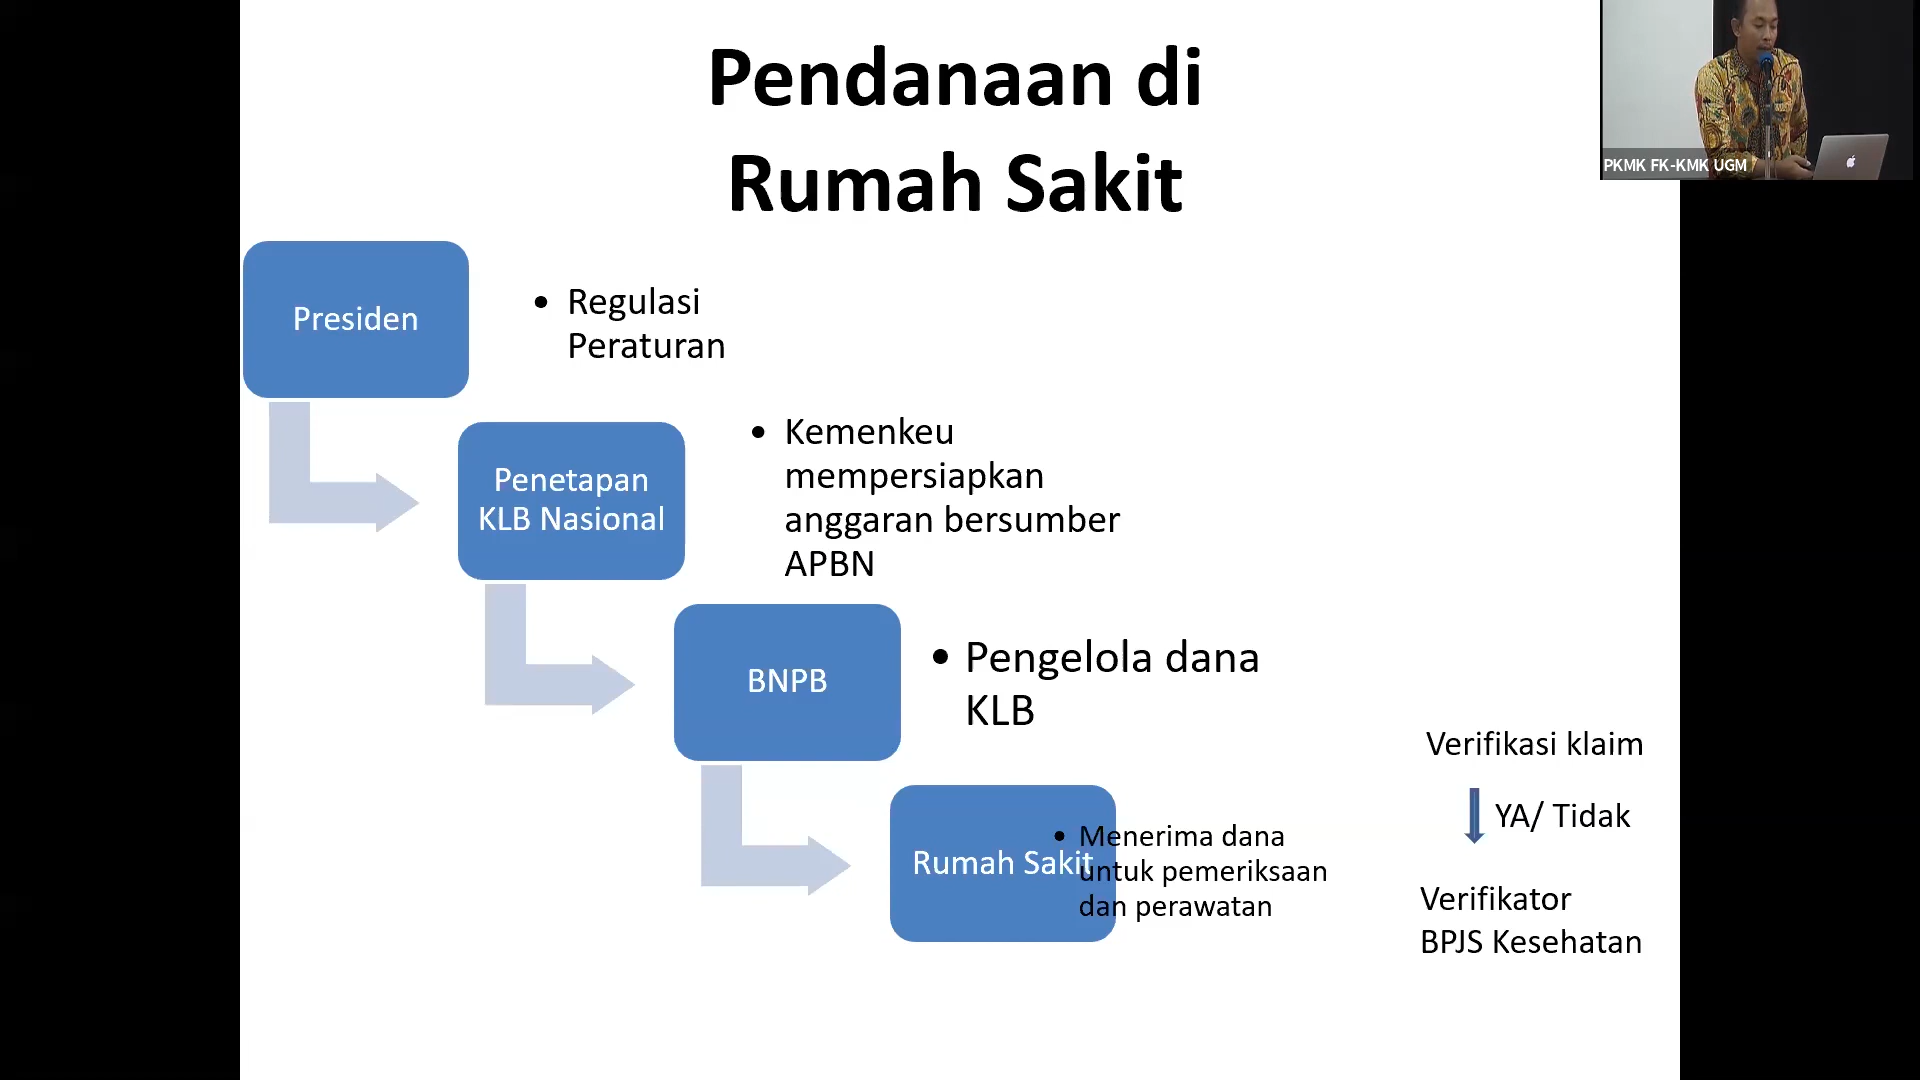 Pendanaan di
Rumah Sakit
PKMK FK-KMK UGM
Presiden
• Regulasi
Peraturan
Penetapan
KLB Nasional
• Kemenkeu
mempersiapkan
anggaran bersumber
APBN
BNPB
• Pengelola dana
KLB
Rumah Sakit
• Menerima dana
untuk pemeriksaan
dan perawatan
Verifikasi klaim
YA/ Tidak
Verifikator
BPJS Kesehatan